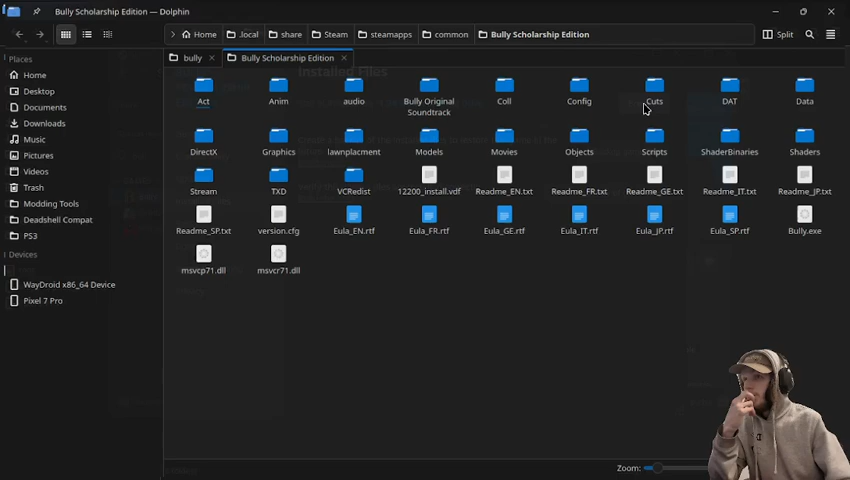 Bully Scholarship Edition — Dolphin
Home .local share Steam steamapps common Bully Scholarship Edition Split
Places
Home
Desktop
Documents
Downloads
Music
Pictures
Videos
Trash
Modding Tools
Deadshell Compat
PS3
Devices
WayDroid x86_64 Device
Pixel 7 Pro
bully Bully Scholarship Edition
Installed Files
Act Anim audio Bully Original Soundtrack Coll Config Cuts DAT Data
DirectX Graphics lawnplacment Movies Models Objects Scripts ShaderBinaries Shaders
Stream TXD VCRedist 12200_install.vdf Readme_EN.txt Readme_FR.txt Readme_GE.txt Readme_IT.txt Readme_JP.txt
Readme_SP.txt version.cfg Eula_EN.rtf Eula_FR.rtf Eula_GE.rtf Eula_IT.rtf Eula_JP.rtf Eula_SP.rtf Bully.exe
msvcp71.dll msvcr71.dll
Zoom: